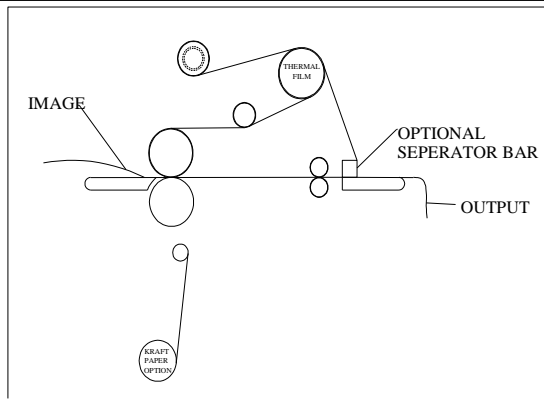 THERMAL
FILM
IMAGE
OPTIONAL
SEPERATOR BAR
OUTPUT
KRAFT
PAPER
OPTION